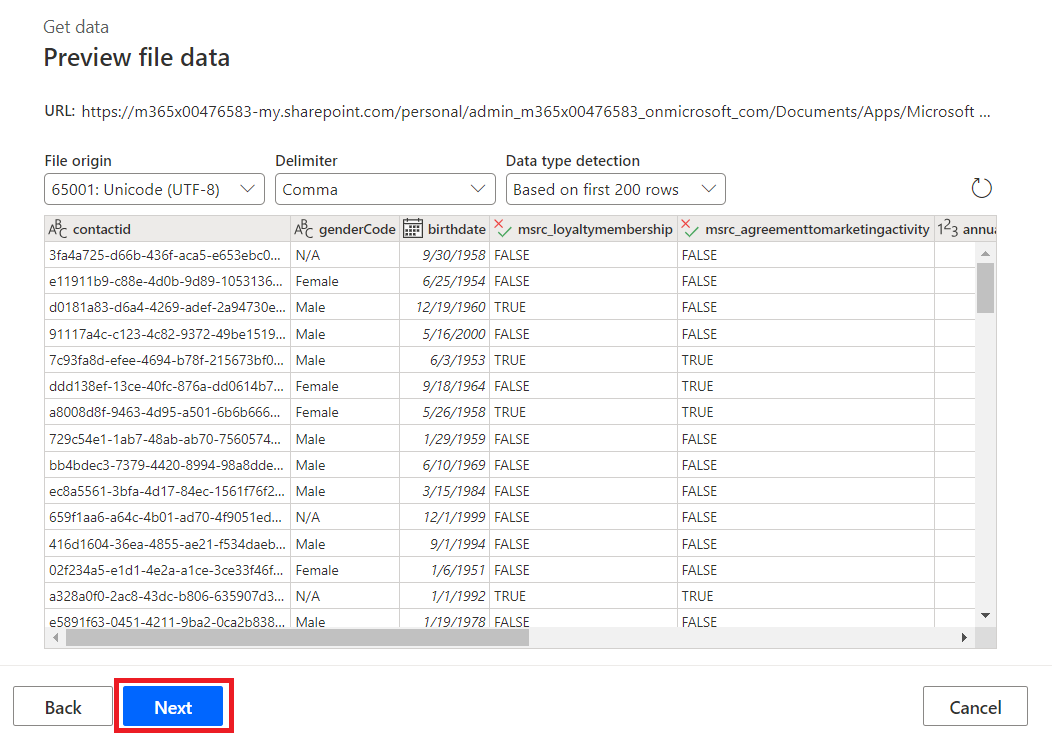 Get data
Preview file data
URL: https://m365x00476583-my.sharepoint.com/personal/admin_m365x00476583_onmicrosoft_com/Documents/Apps/Microsoft ...
File origin Delimiter Data type detection
65001: Unicode (UTF-8) Comma Based on first 200 rows
ABC contactid ABC genderCode birthdate msrc_loyaltymembership msrc_agreementtomarketingactivity 123 annua
3fa4a725-d66b-436f-aca5-e653ebc0... N/A 9/30/1958 FALSE FALSE
e11911b9-c88e-4d0b-9d89-1053136... Female 6/25/1954 FALSE FALSE
d0181a83-d6a4-4269-adef-2a94730e... Male 12/19/1960 TRUE FALSE
91117a4c-c123-4c82-9372-49be1519... Male 5/16/2000 FALSE FALSE
7c93fa8d-efee-4694-b78f-215673bf0... Male 6/3/1953 TRUE TRUE
ddd138ef-13ce-40fc-876a-dd0614b7... Female 9/18/1964 FALSE TRUE
a8008d8f-9463-4d95-a501-6b6b666... Female 5/26/1958 TRUE TRUE
729c54e1-1ab7-48ab-ab70-7560574... Male 1/29/1959 FALSE FALSE
bb4bdec3-7379-4420-8994-98a8dde... Male 6/10/1969 FALSE FALSE
ec8a5561-3bfa-4d17-84ec-1561f76f2... Male 3/15/1984 FALSE FALSE
659f1aa6-a64c-4b01-ad70-4f9051ed... N/A 12/1/1999 FALSE FALSE
416d1604-36ea-4855-ae21-f534daeb... Male 9/1/1994 FALSE FALSE
02f234a5-e1d1-4e2a-a1ce-3ce33f46f... Female 1/6/1951 FALSE FALSE
a328a0f0-2ac8-43dc-b806-635907d3... N/A 1/1/1992 TRUE TRUE
e5891f63-0451-4211-9ba2-0ca2b838... Male 1/19/1978 FALSE FALSE
Back Next Cancel